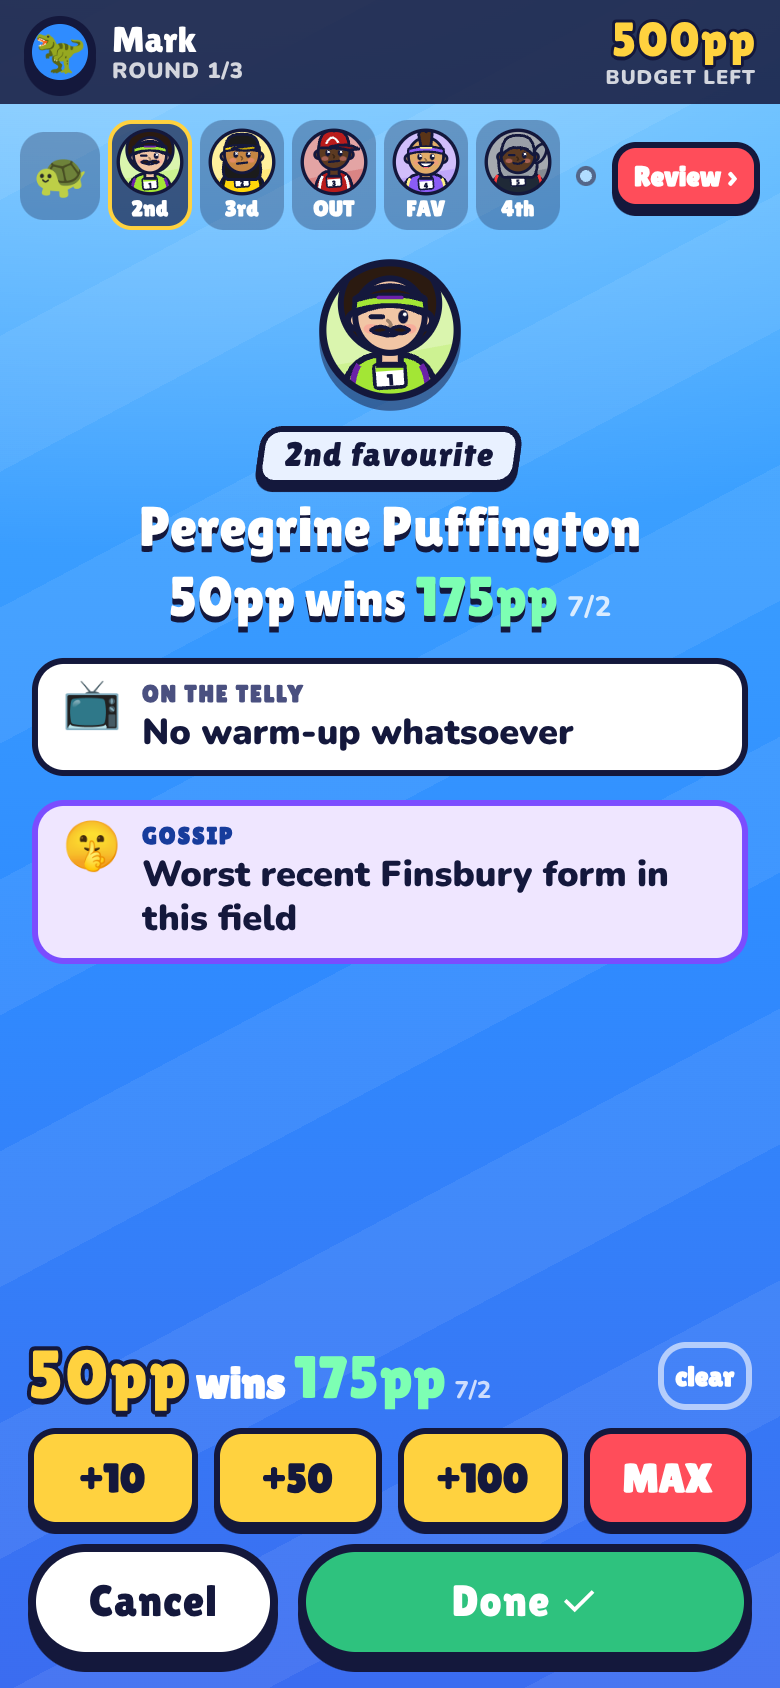 Mark
ROUND 1/3
500pp
BUDGET LEFT
2nd
3rd
OUT
FAV
4th
Review ›
1
2nd favourite
Peregrine Puffington
50pp wins 175pp 7/2
ON THE TELLY
No warm-up whatsoever
GOSSIP
Worst recent Finsbury form in
this field
50pp wins 175pp 7/2
clear
+10
+50
+100
MAX
Cancel
Done ✓